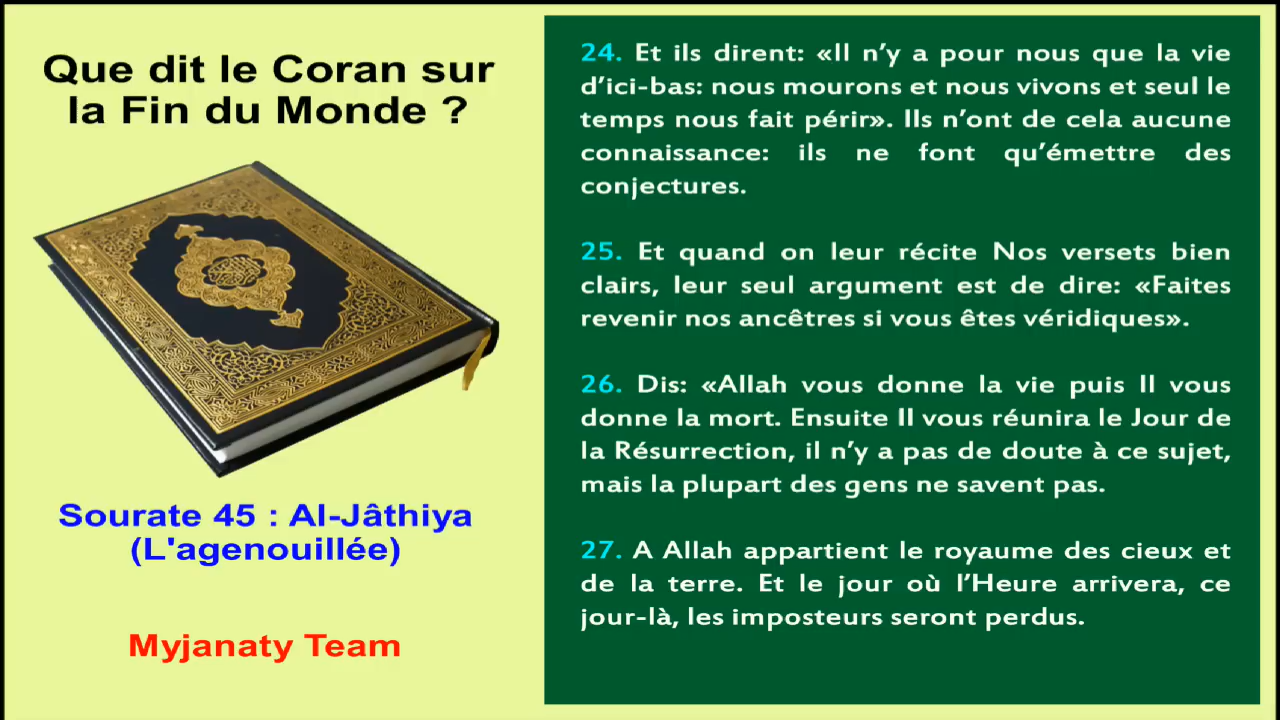 Que dit le Coran sur
la Fin du Monde ?
Sourate 45 : Al-Jâthiya
(L'agenouillée)
Myjanaty Team
24. Et ils dirent: «Il n’y a pour nous que la vie
d’ici-bas: nous mourons et nous vivons et seul le
temps nous fait périr». Ils n’ont de cela aucune
connaissance: ils ne font qu’émettre des
conjectures.
25. Et quand on leur récite Nos versets bien
clairs, leur seul argument est de dire: «Faites
revenir nos ancêtres si vous êtes véridiques».
26. Dis: «Allah vous donne la vie puis Il vous
donne la mort. Ensuite Il vous réunira le Jour de
la Résurrection, il n’y a pas de doute à ce sujet,
mais la plupart des gens ne savent pas.
27. A Allah appartient le royaume des cieux et
de la terre. Et le jour où l’Heure arrivera, ce
jour-là, les imposteurs seront perdus.